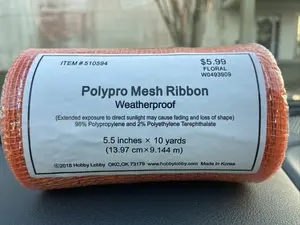 ITEM # 510594
$5.99
FLORAL
W0493909
Polypro Mesh Ribbon
Weatherproof
(Extended exposure to direct sunlight may cause fading and loss of shape)
98% Polypropylene and 2% Polyethylene Terephthalate
5.5 inches × 10 yards
(13.97 cm×9.144 m)
©2018 Hobby Lobby OKC,OK.73179 www.hobbylobby.com Made in Korea